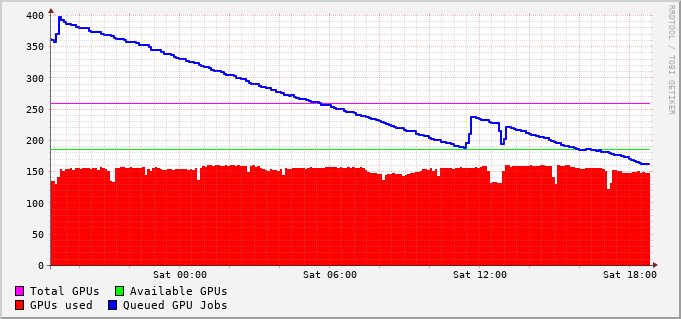 400
350
300
250
200
150
100
50
0
Sat 00:00 Sat 06:00 Sat 12:00 Sat 18:00
Total GPUs Available GPUs
GPUs used Queued GPU Jobs
RRDTOOL / TOBI OETIKER